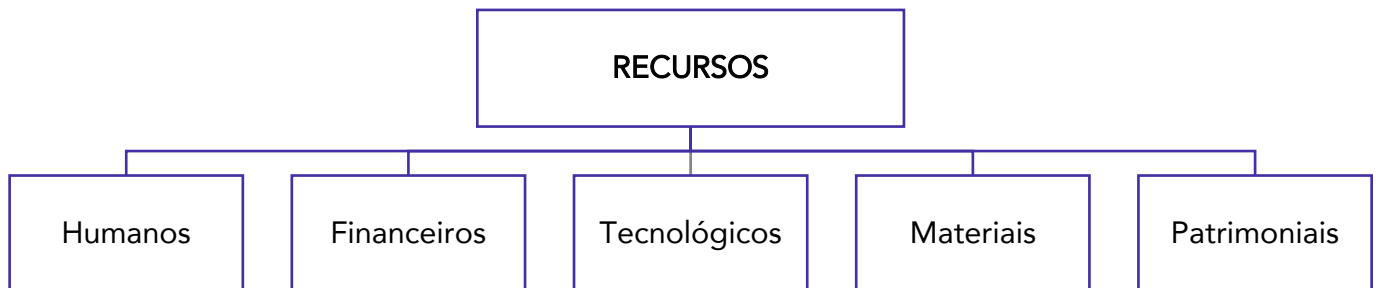 RECURSOS
Humanos
Financeiros
Tecnológicos
Materiais
Patrimoniais